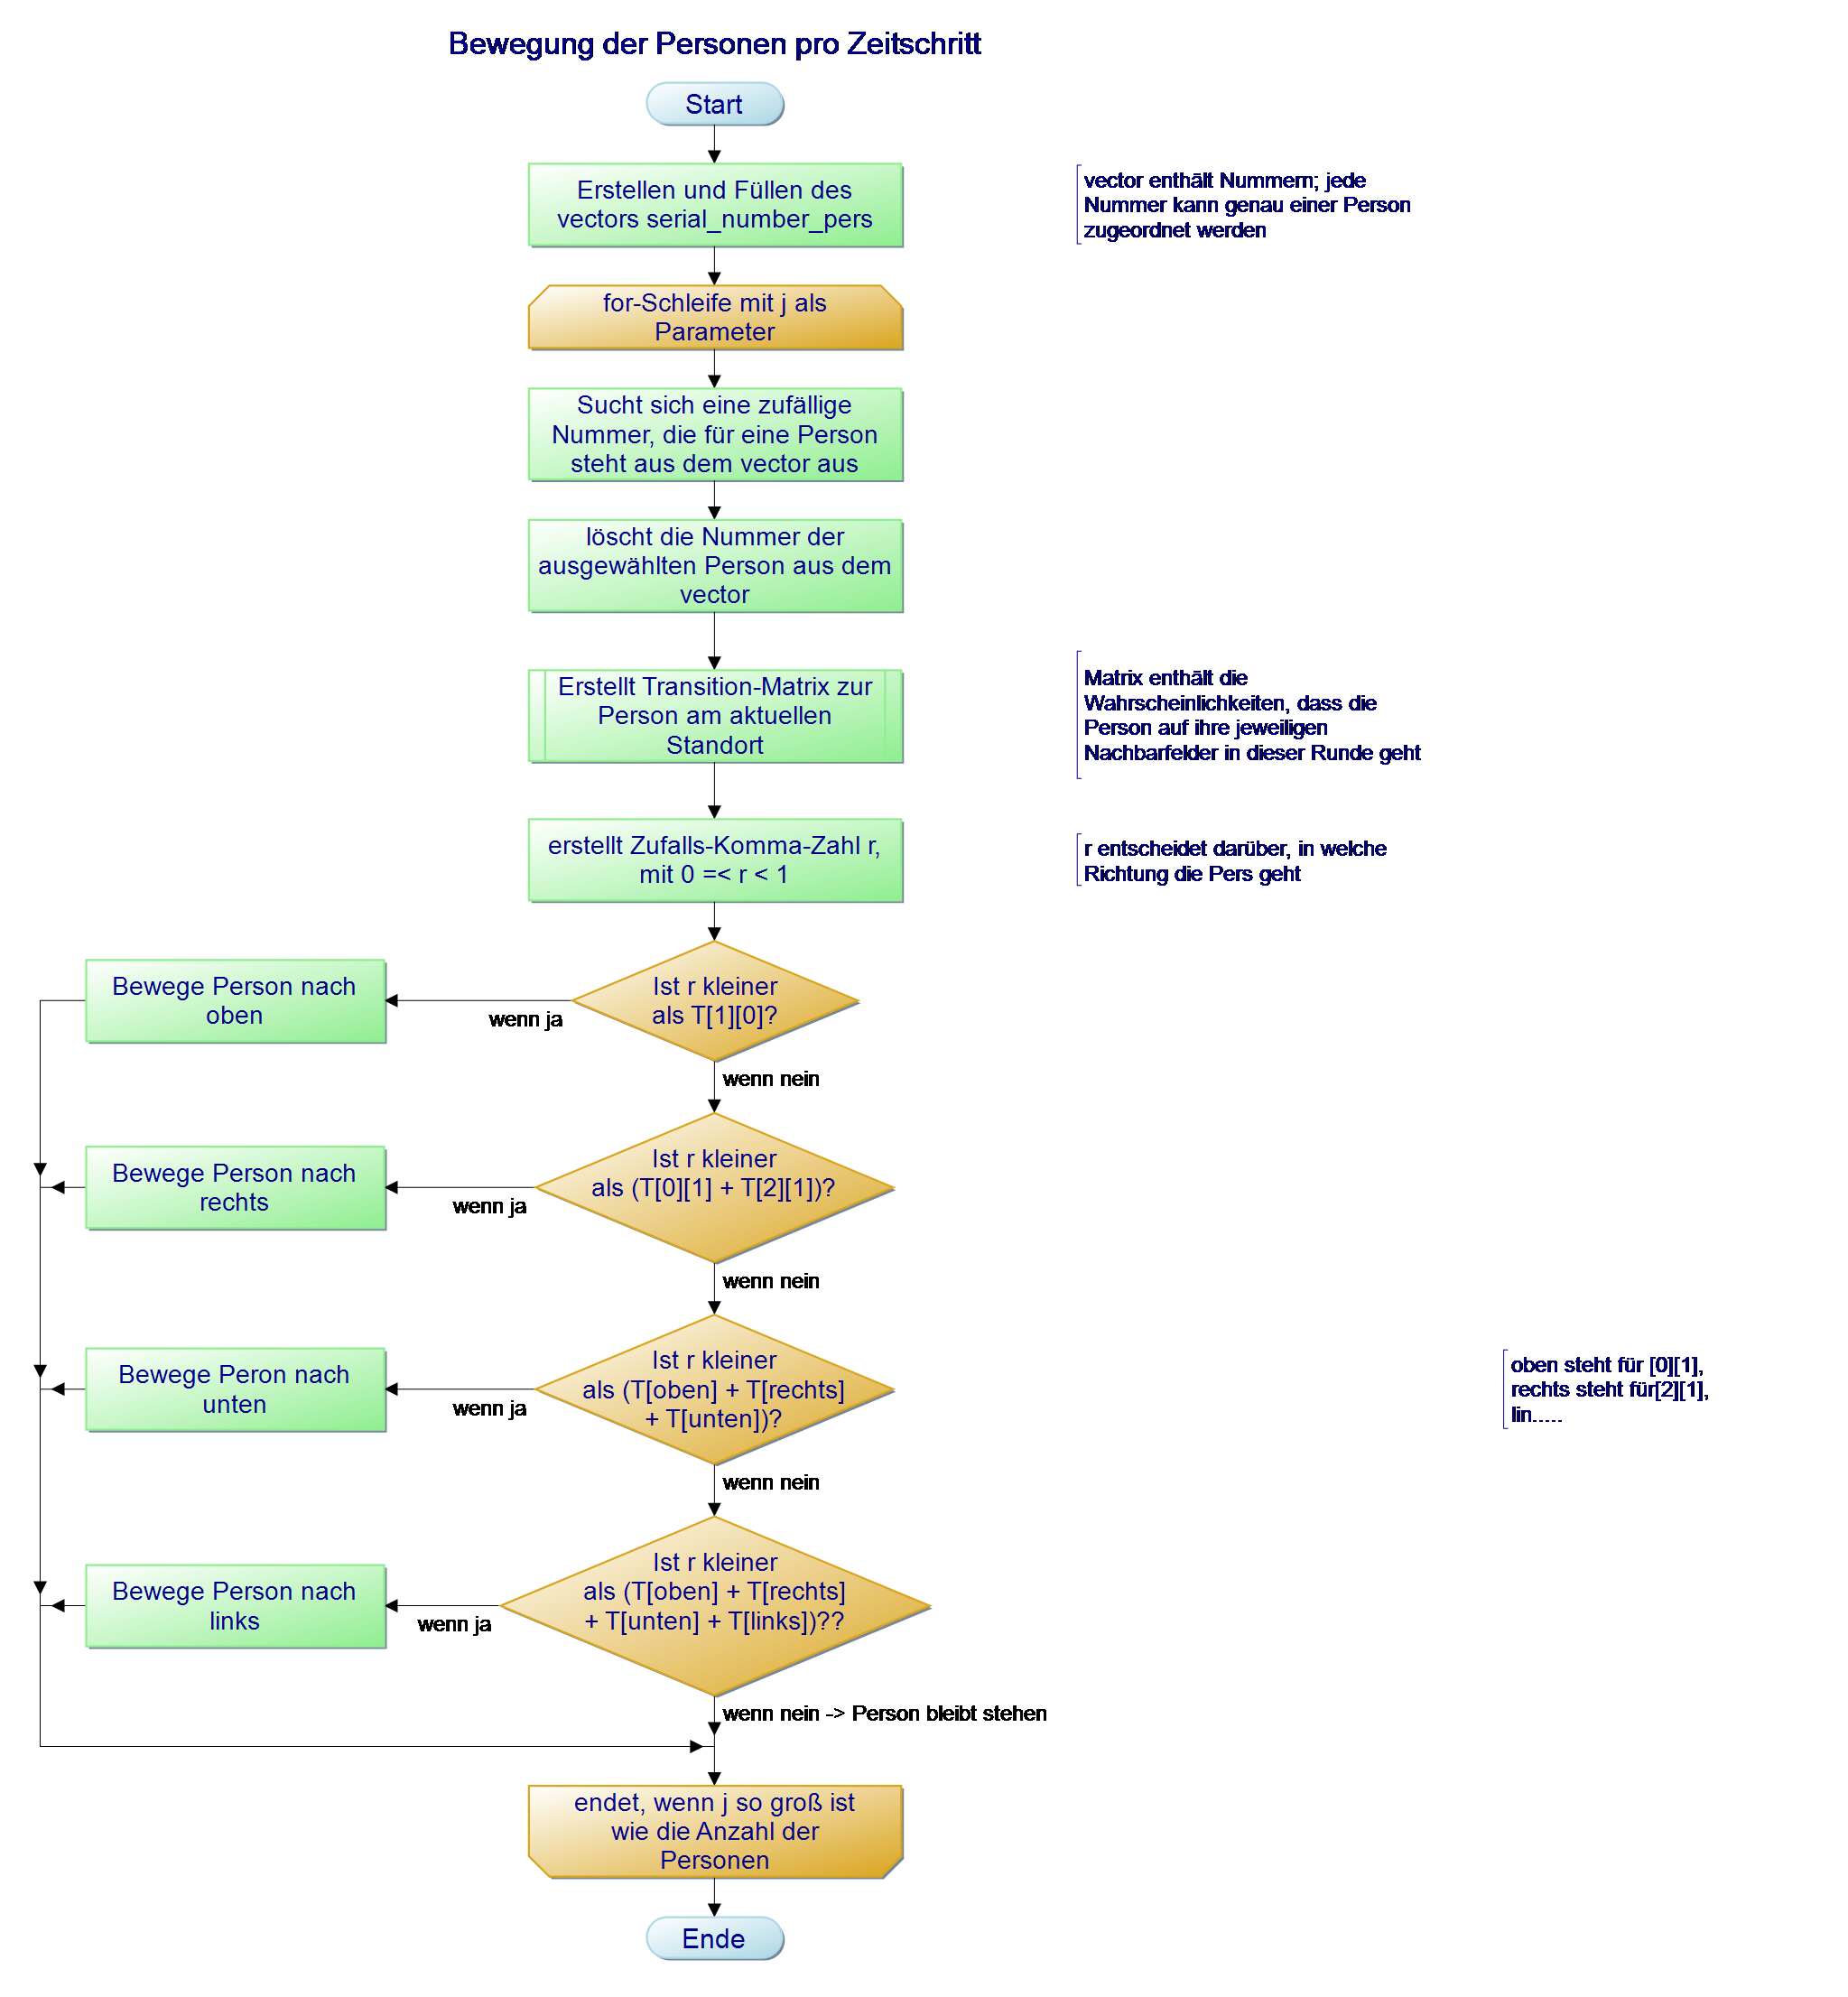 Bewegung der Personen pro Zeitschritt
Start
Erstellen und Füllen des
vectors serial_number_pers
vector enthält Nummern; jede
Nummer kann genau einer Person
zugeordnet werden
for-Schleife mit j als
Parameter
Sucht sich eine zufällige
Nummer, die für eine Person
steht aus dem vector aus
löscht die Nummer der
ausgewählten Person aus dem
vector
Erstellt Transition-Matrix zur
Person am aktuellen
Standort
Matrix enthält die
Wahrscheinlichkeiten, dass die
Person auf ihre jeweiligen
Nachbarfelder in dieser Runde geht
erstellt Zufalls-Komma-Zahl r,
mit 0 =< r < 1
r entscheidet darüber, in welche
Richtung die Pers geht
Ist r kleiner
als T[1][0]?
wenn ja
Bewege Person nach
oben
wenn nein
Ist r kleiner
als (T[0][1] + T[2][1])?
wenn ja
Bewege Person nach
rechts
wenn nein
Ist r kleiner
als (T[oben] + T[rechts]
+ T[unten])?
wenn ja
Bewege Peron nach
unten
oben steht für [0][1],
rechts steht für[2][1],
lin.....
wenn nein
Ist r kleiner
als (T[oben] + T[rechts]
+ T[unten] + T[links])??
wenn ja
Bewege Person nach
links
wenn nein -> Person bleibt stehen
endet, wenn j so groß ist
wie die Anzahl der
Personen
Ende